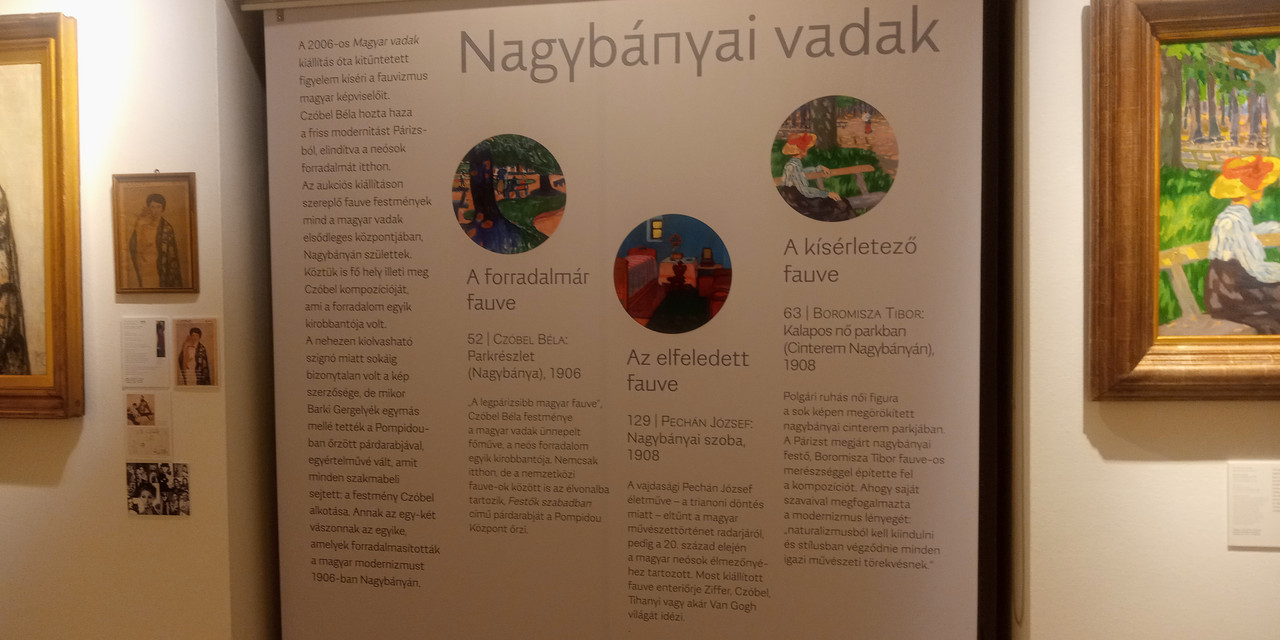 Nagybányai vadak
A 2006-os Magyar vadak
kiállítás óta kitüntetett
figyelem kíséri a fauvizmus
magyar képviselőit.
Czóbel Béla hozta haza
a friss modernitást Párizs-
ból, elindítva a neósok
forradalmát itthon.
Az aukciós kiállításon
szereplő fauve festmények
mind a magyar vadak
elsődleges központjában,
Nagybányán születtek.
Köztük is fő hely illeti meg
Czóbel kompozícióját,
ami a forradalom egyik
kirobbantója volt.
A nehezen kiolvasható
szignó miatt sokáig
bizonytalan volt a kép
szerzősége, de mikor
Barki Gergelyék egymás
mellé tették a Pompidou-
ban őrzött párdarabjával,
egyértelművé vált, amit
minden szakmabeli
sejtett: a festmény Czóbel
alkotása. Annak az egy-két
vászonnak az egyike,
amelyek forradalmasították
a magyar modernizmust
1906-ban Nagybányán.
A forradalmár
fauve
52 | CZÓBEL BÉLA:
Parkrészlet
(Nagybánya), 1906
„A legpárizsibb magyar fauve”,
Czóbel Béla festménye
a magyar vadak ünnepelt
főműve, a neós forradalom
egyik kirobbantója. Nemcsak
itthon, de a nemzetközi
fauve-ok között is az élvonalba
tartozik, Festők szabadban
című párdarabját a Pompidou
Központ őrzi.
Az elfeledett
fauve
129 | PECHÁN JÓZSEF:
Nagybányai szoba,
1908
A vajdasági Pechán József
életműve – a trianoni döntés
miatt – eltűnt a magyar
művészettörténet radarjáról,
pedig a 20. század elején
a magyar neósok élmezőnyé-
hez tartozott. Most kiállított
fauve enteriőrje Ziffer, Czóbel,
Tihanyi vagy akár Van Gogh
világát idézi.
A kísérletező
fauve
63 | BOROMISZA TIBOR:
Kalapos nő parkban
(Cinterem Nagybányán),
1908
Polgári ruhás női figura
a sok képen megörökített
nagybányai cinterem parkjában.
A Párizst megjárt nagybányai
festő, Boromisza Tibor fauve-os
merészséggel építette fel
a kompozíciót. Ahogy saját
szavaival megfogalmazta
a modernizmus lényegét:
„naturalizmusból kell kiindulni
és stílusban végződnie minden
igazi művészeti törekvésnek.”